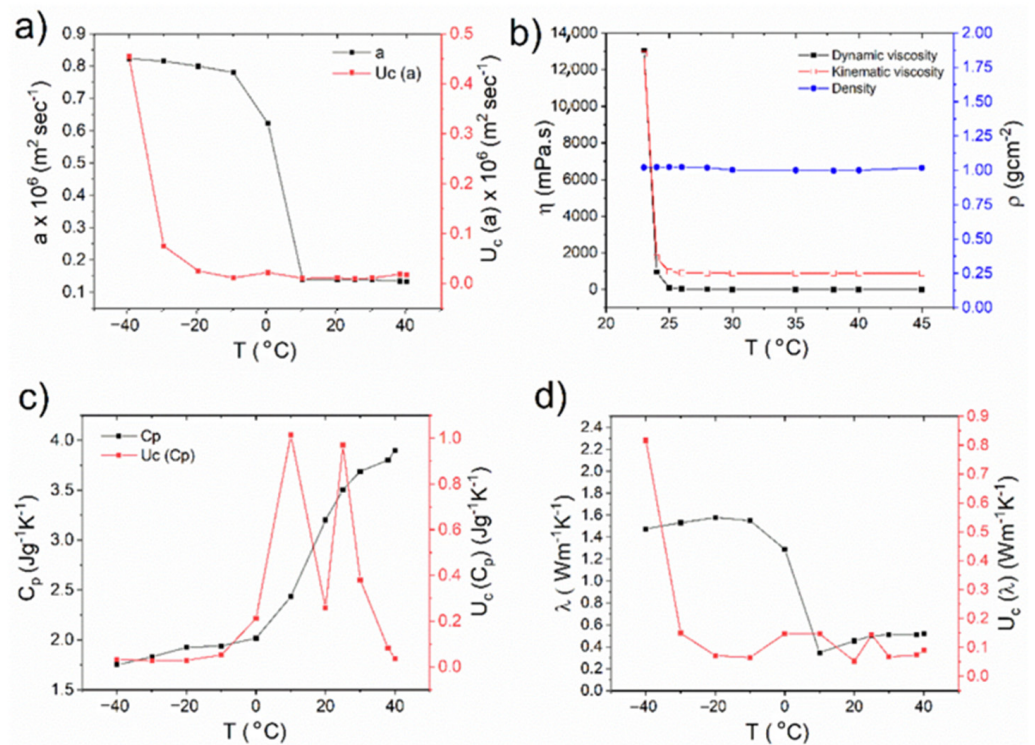 a)
0.9
0.8
0.7
0.6
0.5
0.4
0.3
0.2
0.1
a x 10⁶ (m² sec⁻¹)
a
Uc (a)
0.5
0.4
0.3
0.2
0.1
0.0
U_c (a) x 10⁶ (m² sec⁻¹)
−40 −20 0 20 40
T (°C)
b)
14,000
13,000
12,000
10,000
8000
6000
4000
2000
0
η (mPa.s)
Dynamic viscosity
Kinematic viscosity
Density
2.00
1.75
1.50
1.25
1.00
0.75
0.50
0.25
0.00
ρ (gcm⁻²)
20 25 30 35 40 45
T (°C)
c)
4.0
3.5
3.0
2.5
2.0
1.5
C_p (Jg⁻¹K⁻¹)
Cp
Uc (Cp)
1.0
0.8
0.6
0.4
0.2
0.0
U_c (C_p) (Jg⁻¹K⁻¹)
−40 −20 0 20 40
T (°C)
d)
2.4
2.2
2.0
1.8
1.6
1.4
1.2
1.0
0.8
0.6
0.4
0.2
0.0
λ ( Wm⁻¹K⁻¹)
0.9
0.8
0.7
0.6
0.5
0.4
0.3
0.2
0.1
0.0
U_c (λ) (Wm⁻¹K⁻¹)
−40 −20 0 20 40
T (°C)